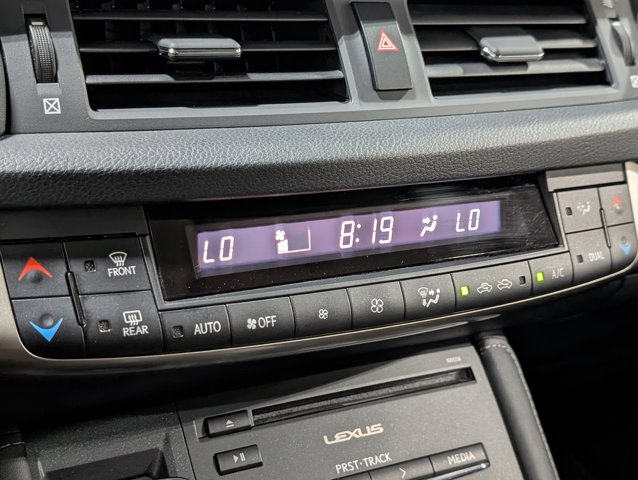 LO 8:19 LO
FRONT
REAR
AUTO
OFF
A/C
DUAL
LEXUS
PRST·TRACK
MEDIA